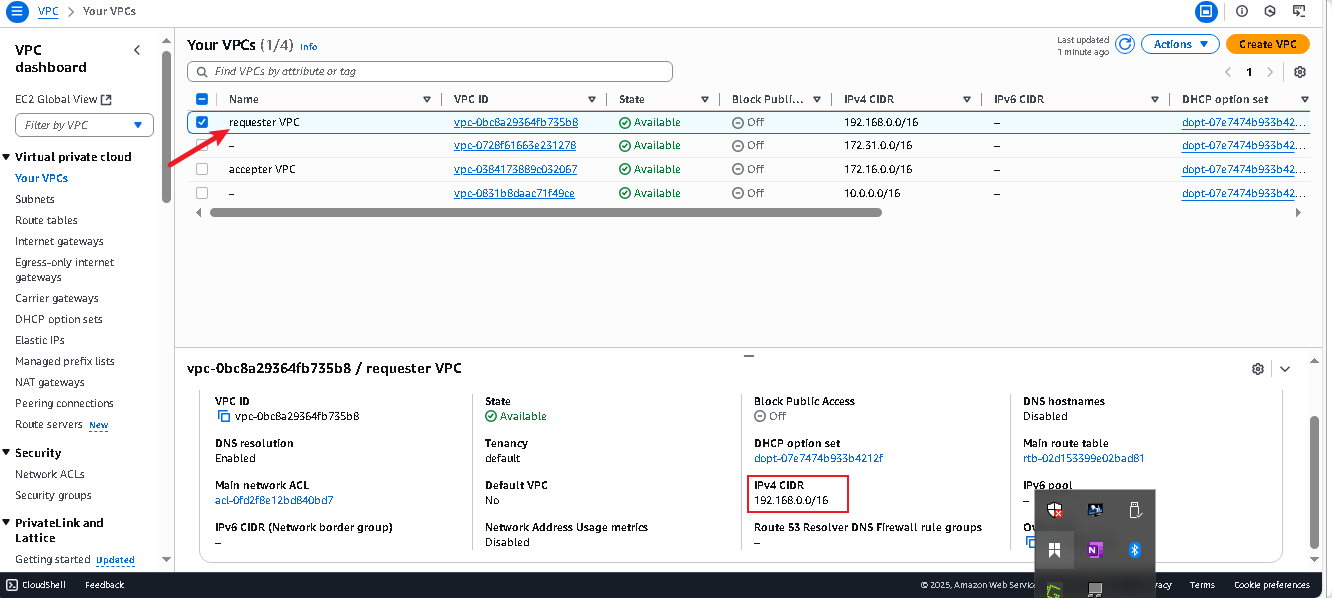 VPC > Your VPCs
VPC dashboard
EC2 Global View
Filter by VPC
Virtual private cloud
Your VPCs
Subnets
Route tables
Internet gateways
Egress-only internet
gateways
Carrier gateways
DHCP option sets
Elastic IPs
Managed prefix lists
NAT gateways
Peering connections
Route servers New
Security
Network ACLs
Security groups
PrivateLink and
Lattice
Getting started Updated
Your VPCs (1/4) Info
Last updated
1 minute ago
Actions
Create VPC
Find VPCs by attribute or tag
1
Name VPC ID State Block Public... IPv4 CIDR IPv6 CIDR DHCP option set
requester VPC vpc-0bc8a29364fb735b8 Available Off 192.168.0.0/16 – dopt-07e7474b933b42...
– vpc-0728f61663e231278 Available Off 172.31.0.0/16 – dopt-07e7474b933b42...
accepter VPC vpc-0384173889c032067 Available Off 172.16.0.0/16 – dopt-07e7474b933b42...
– vpc-0831b8daac71f49ce Available Off 10.0.0.0/16 – dopt-07e7474b933b42...
vpc-0bc8a29364fb735b8 / requester VPC
VPC ID State Block Public Access DNS hostnames
vpc-0bc8a29364fb735b8 Available Off Disabled
DNS resolution Tenancy DHCP option set Main route table
Enabled default dopt-07e7474b933b4212f rtb-02d153399e02bad81
Main network ACL Default VPC IPv4 CIDR IPv6 pool
acl-0fd2f8e12bd840bd7 No 192.168.0.0/16 –
IPv6 CIDR (Network border group) Network Address Usage metrics Route 53 Resolver DNS Firewall rule groups
– Disabled –
CloudShell Feedback © 2025, Amazon Web Terms Cookie preferences